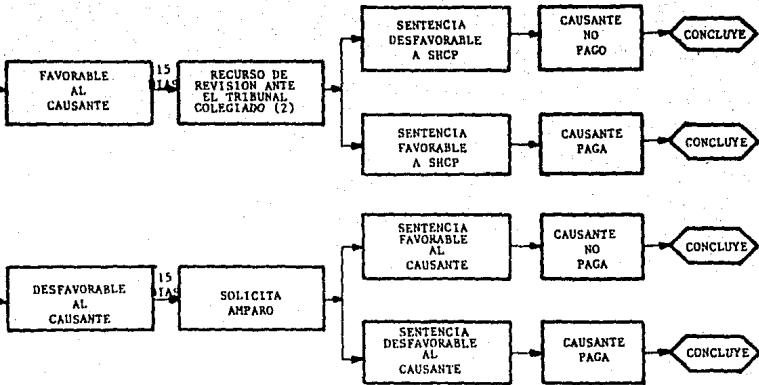 SENTENCIA
DESFAVORABLE
A SHCP
CAUSANTE
NO
PAGO
CONCLUYE
FAVORABLE
AL
CAUSANTE
15
DIAS
RECURSO DE
REVISION ANTE
EL TRIBUNAL
COLEGIADO (2)
SENTENCIA
FAVORABLE
A SHCP
CAUSANTE
PAGA
CONCLUYE
SENTENCIA
FAVORABLE
AL
CAUSANTE
CAUSANTE
NO
PAGA
CONCLUYE
DESFAVORABLE
AL
CAUSANTE
15
DIAS
SOLICITA
AMPARO
SENTENCIA
DESFAVORABLE
AL
CAUSANTE
CAUSANTE
PAGA
CONCLUYE